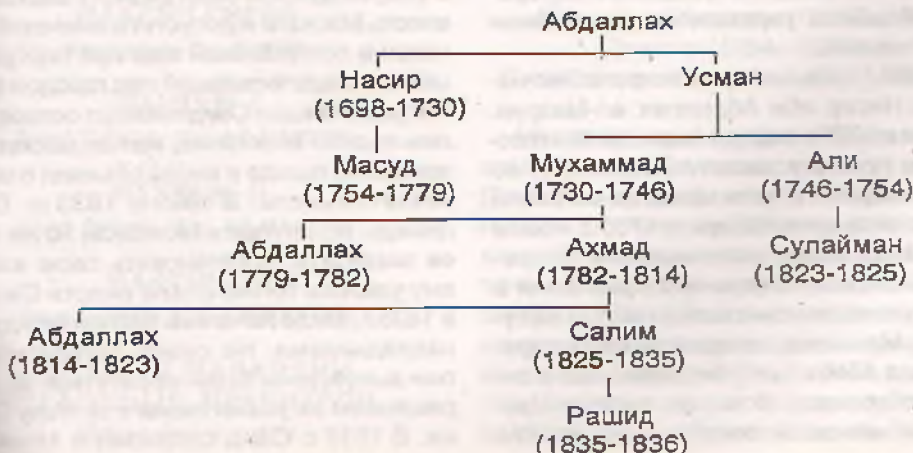 Абдаллах
Насир Усман
(1698-1730)
Масуд Мухаммад Али
(1754-1779) (1730-1746) (1746-1754)
Абдаллах Ахмад Сулайман
(1779-1782) (1782-1814) (1823-1825)
Абдаллах Салим
(1814-1823) (1825-1835)
Рашид
(1835-1836)